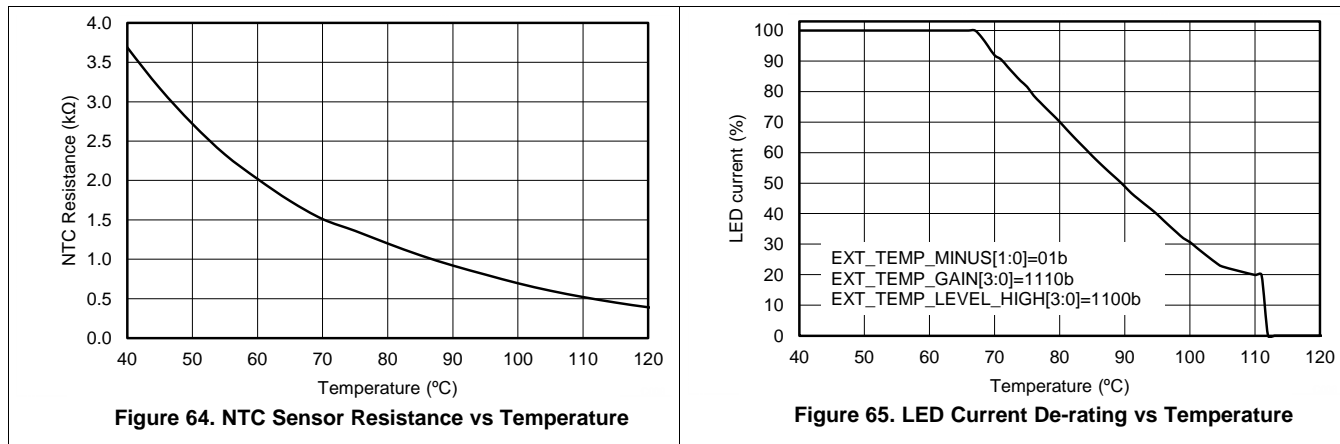 4.0
3.5
3.0
2.5
2.0
1.5
1.0
0.5
0.0
NTC Resistance (kΩ)
40 50 60 70 80 90 100 110 120
Temperature (ºC)
Figure 64. NTC Sensor Resistance vs Temperature
100
90
80
70
60
50
40
30
20
10
0
LED current (%)
EXT_TEMP_MINUS[1:0]=01b
EXT_TEMP_GAIN[3:0]=1110b
EXT_TEMP_LEVEL_HIGH[3:0]=1100b
40 50 60 70 80 90 100 110 120
Temperature (ºC)
Figure 65. LED Current De-rating vs Temperature